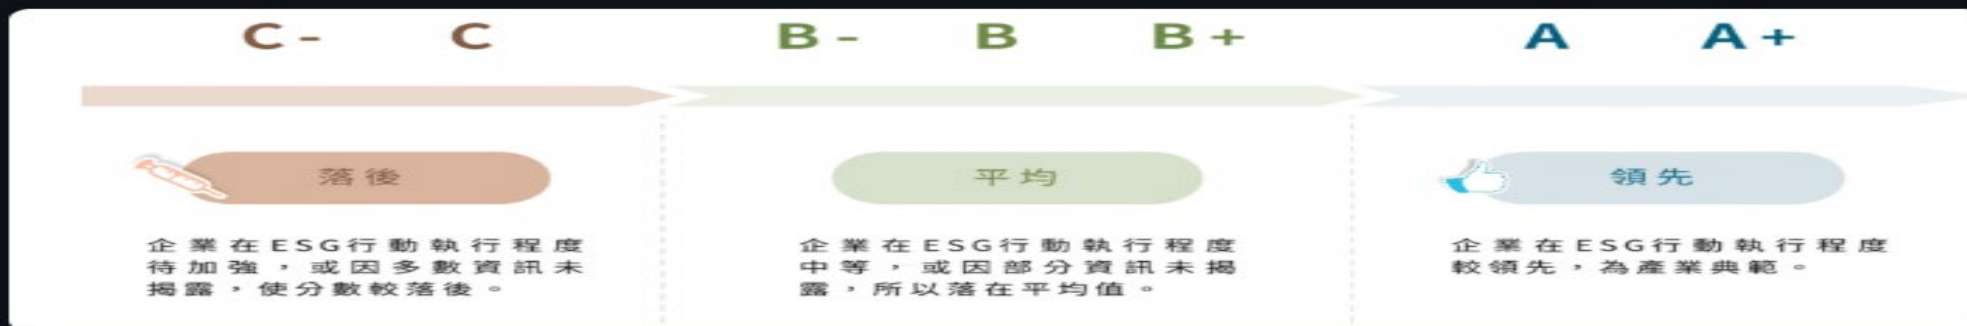 C- C B- B B+ A A+
落後
企業在ESG行動執行程度
待加強，或因多數資訊未
揭露，使分數較落後。
平均
企業在ESG行動執行程度
中等，或因部分資訊未揭
露，所以落在平均值。
領先
企業在ESG行動執行程度
較領先，為產業典範。